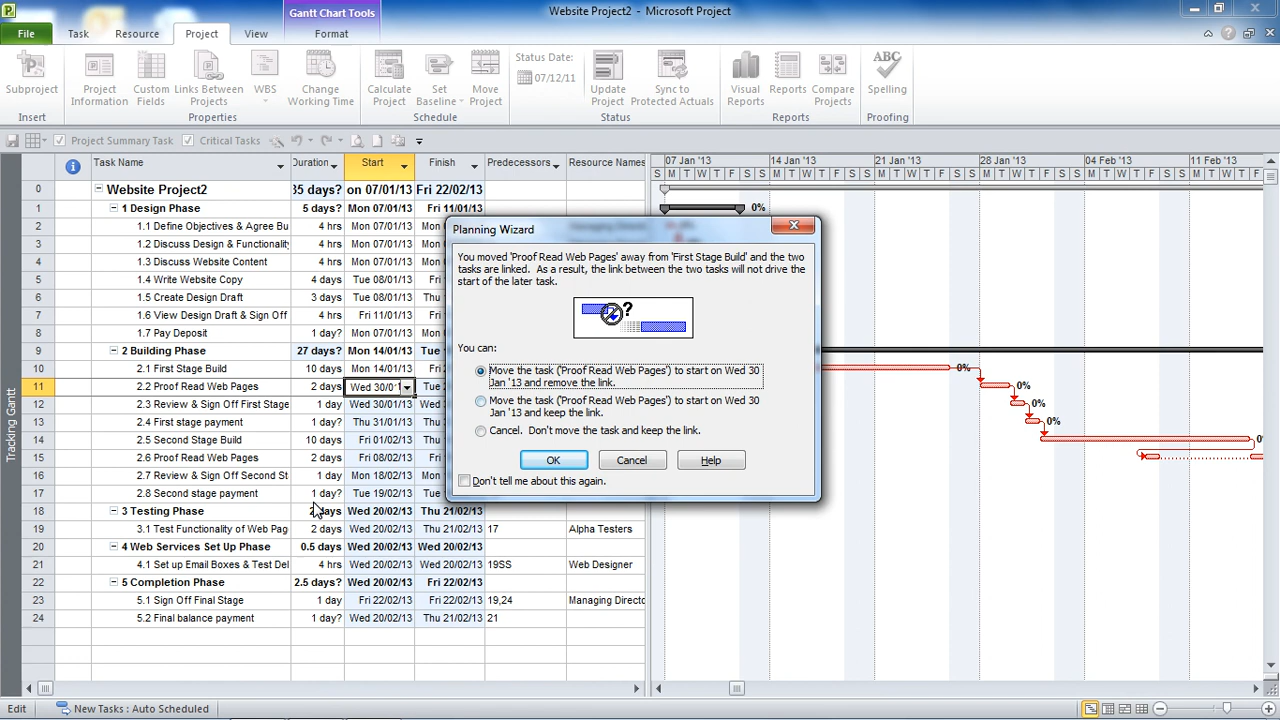 Gantt Chart Tools
Website Project2 - Microsoft Project
File Task Resource Project View Format
Subproject
Project Information
Custom Fields
Links Between Projects
WBS
Change Working Time
Calculate Project
Set Baseline
Move Project
Status Date:
07/12/11
Update Project
Sync to Protected Actuals
Visual Reports
Reports
Compare Projects
ABC
Spelling
Insert Properties Schedule Status Reports Proofing
Project Summary Task Critical Tasks
Task Name Duration Start Finish Predecessors Resource Names
07 Jan '13 14 Jan '13 21 Jan '13 28 Jan '13 04 Feb '13 11 Feb '13
S M T W T F S S M T W T F S S M T W T F S S M T W T F S S M T W T F S S M T W T F
0 Website Project2 35 days? on 07/01/13 Fri 22/02/13
1 1 Design Phase 5 days? Mon 07/01/13 Fri 11/01/13 0%
2 1.1 Define Objectives & Agree Bu 4 hrs Mon 07/01/13 Mon
3 1.2 Discuss Design & Functionality 4 hrs Mon 07/01/13 Mon
4 1.3 Discuss Website Content 4 hrs Mon 07/01/13 Mon
5 1.4 Write Website Copy 4 days Tue 08/01/13 Fri
6 1.5 Create Design Draft 3 days Tue 08/01/13 Thu
7 1.6 View Design Draft & Sign Off 4 hrs Fri 11/01/13 Fri
8 1.7 Pay Deposit 1 day? Fri 11/01/13 Fri
9 2 Building Phase 27 days? Mon 14/01/13 Tue
10 2.1 First Stage Build 10 days Mon 14/01/13 Fri 0%
11 2.2 Proof Read Web Pages 2 days Wed 30/0'1 Tue 0%
12 2.3 Review & Sign Off First Stage 1 day Wed 30/01/13 Wed 0%
13 2.4 First stage payment 1 day? Thu 31/01/13 Thu 0%
14 2.5 Second Stage Build 10 days Fri 01/02/13 Thu
15 2.6 Proof Read Web Pages 2 days Fri 08/02/13 Fri
16 2.7 Review & Sign Off Second St 1 day Mon 18/02/13 Mon
17 2.8 Second stage payment 1 day? Tue 19/02/13 Tue
18 3 Testing Phase 2 days Wed 20/02/13 Thu 21/02/13
19 3.1 Test Functionality of Web Pag 2 days Wed 20/02/13 Thu 21/02/13 17 Alpha Testers
20 4 Web Services Set Up Phase 0.5 days Wed 20/02/13 Wed 20/02/13
21 4.1 Set up Email Boxes & Test Del 4 hrs Wed 20/02/13 Wed 20/02/13 19SS Web Designer
22 5 Completion Phase 2.5 days? Wed 20/02/13 Fri 22/02/13
23 5.1 Sign Off Final Stage 1 day Fri 22/02/13 Fri 22/02/13 19,24 Managing Directo
24 5.2 Final balance payment 1 day? Wed 20/02/13 Thu 21/02/13 21
Tracking Gantt
Planning Wizard
You moved 'Proof Read Web Pages' away from 'First Stage Build' and the two
tasks are linked. As a result, the link between the two tasks will not drive the
start of the later task.
?
You can:
Move the task ('Proof Read Web Pages') to start on Wed 30
Jan '13 and remove the link.
Move the task ('Proof Read Web Pages') to start on Wed 30
Jan '13 and keep the link.
Cancel. Don't move the task and keep the link.
OK Cancel Help
Don't tell me about this again.
Edit New Tasks : Auto Scheduled